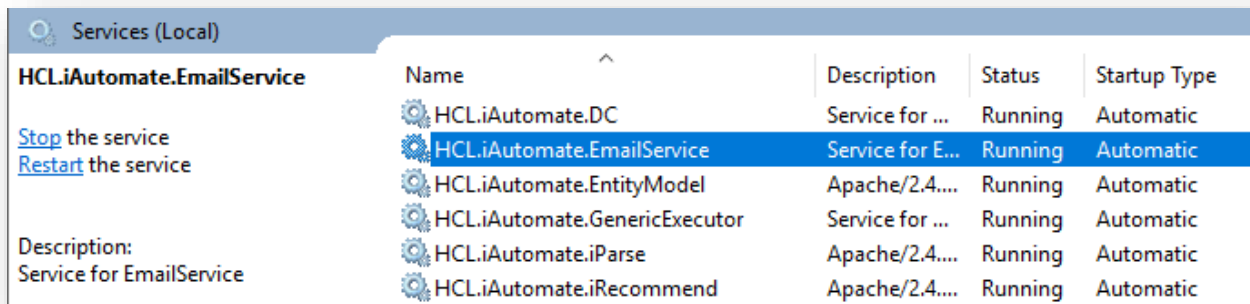 Services (Local)
HCL.iAutomate.EmailService
Stop the service
Restart the service
Description:
Service for EmailService
Name Description Status Startup Type
HCL.iAutomate.DC Service for ... Running Automatic
HCL.iAutomate.EmailService Service for E... Running Automatic
HCL.iAutomate.EntityModel Apache/2.4.... Running Automatic
HCL.iAutomate.GenericExecutor Service for ... Running Automatic
HCL.iAutomate.iParse Apache/2.4.... Running Automatic
HCL.iAutomate.iRecommend Apache/2.4.... Running Automatic